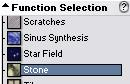 Function Selection
Scratches
Sinus Synthesis
Star Field
Stone